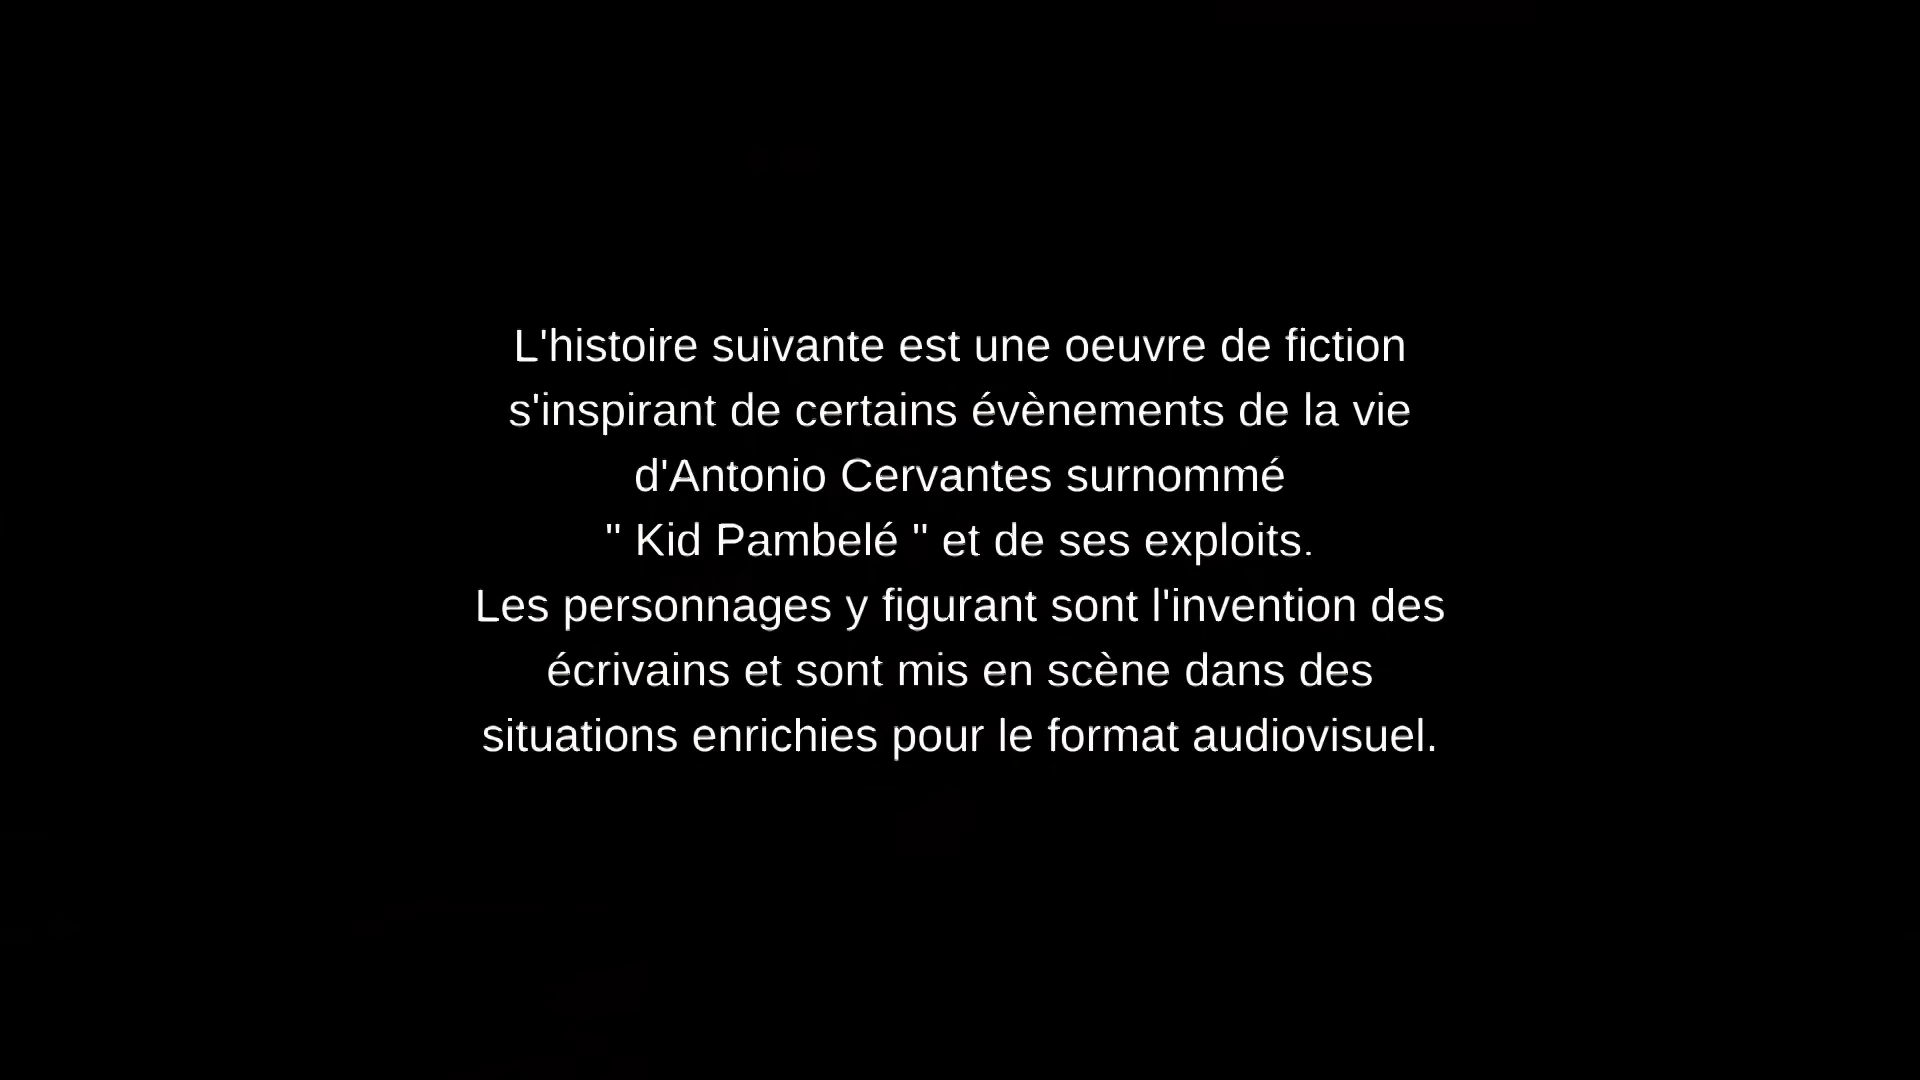 L'histoire suivante est une oeuvre de fiction
s'inspirant de certains évènements de la vie
d'Antonio Cervantes surnommé
" Kid Pambelé " et de ses exploits.
Les personnages y figurant sont l'invention des
écrivains et sont mis en scène dans des
situations enrichies pour le format audiovisuel.